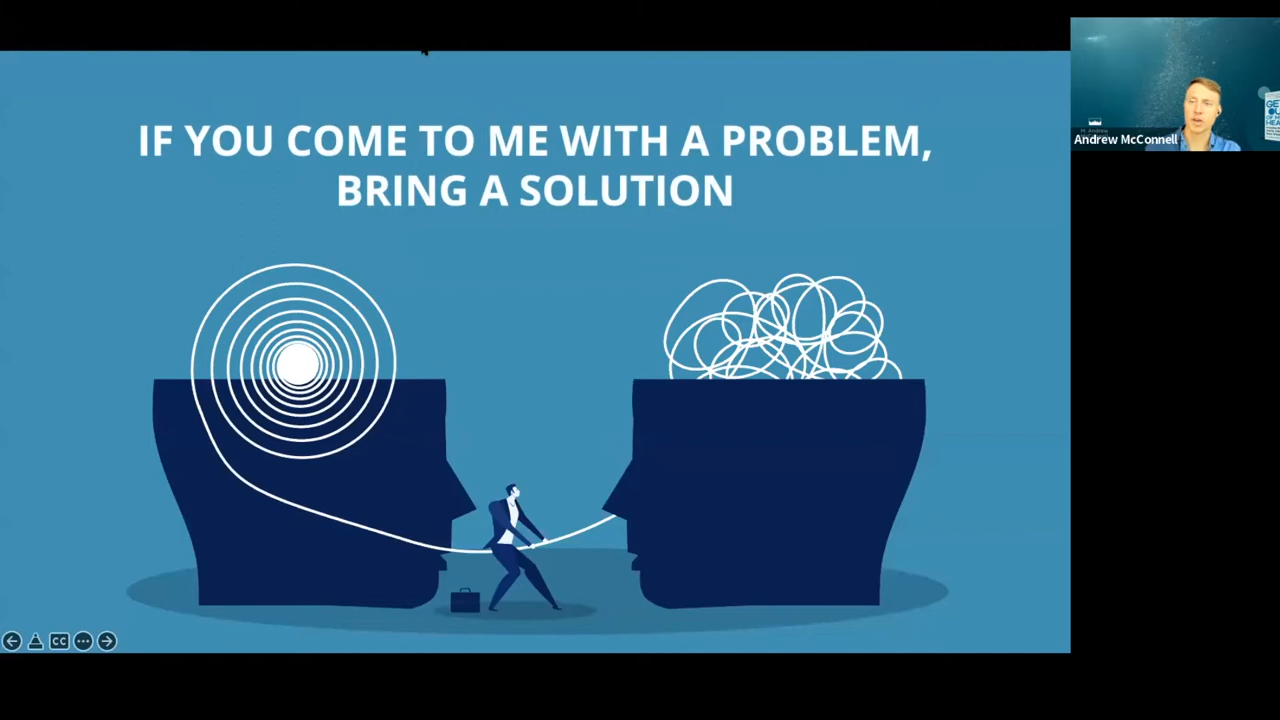 IF YOU COME TO ME WITH A PROBLEM,
BRING A SOLUTION
Andrew McConnell
CC